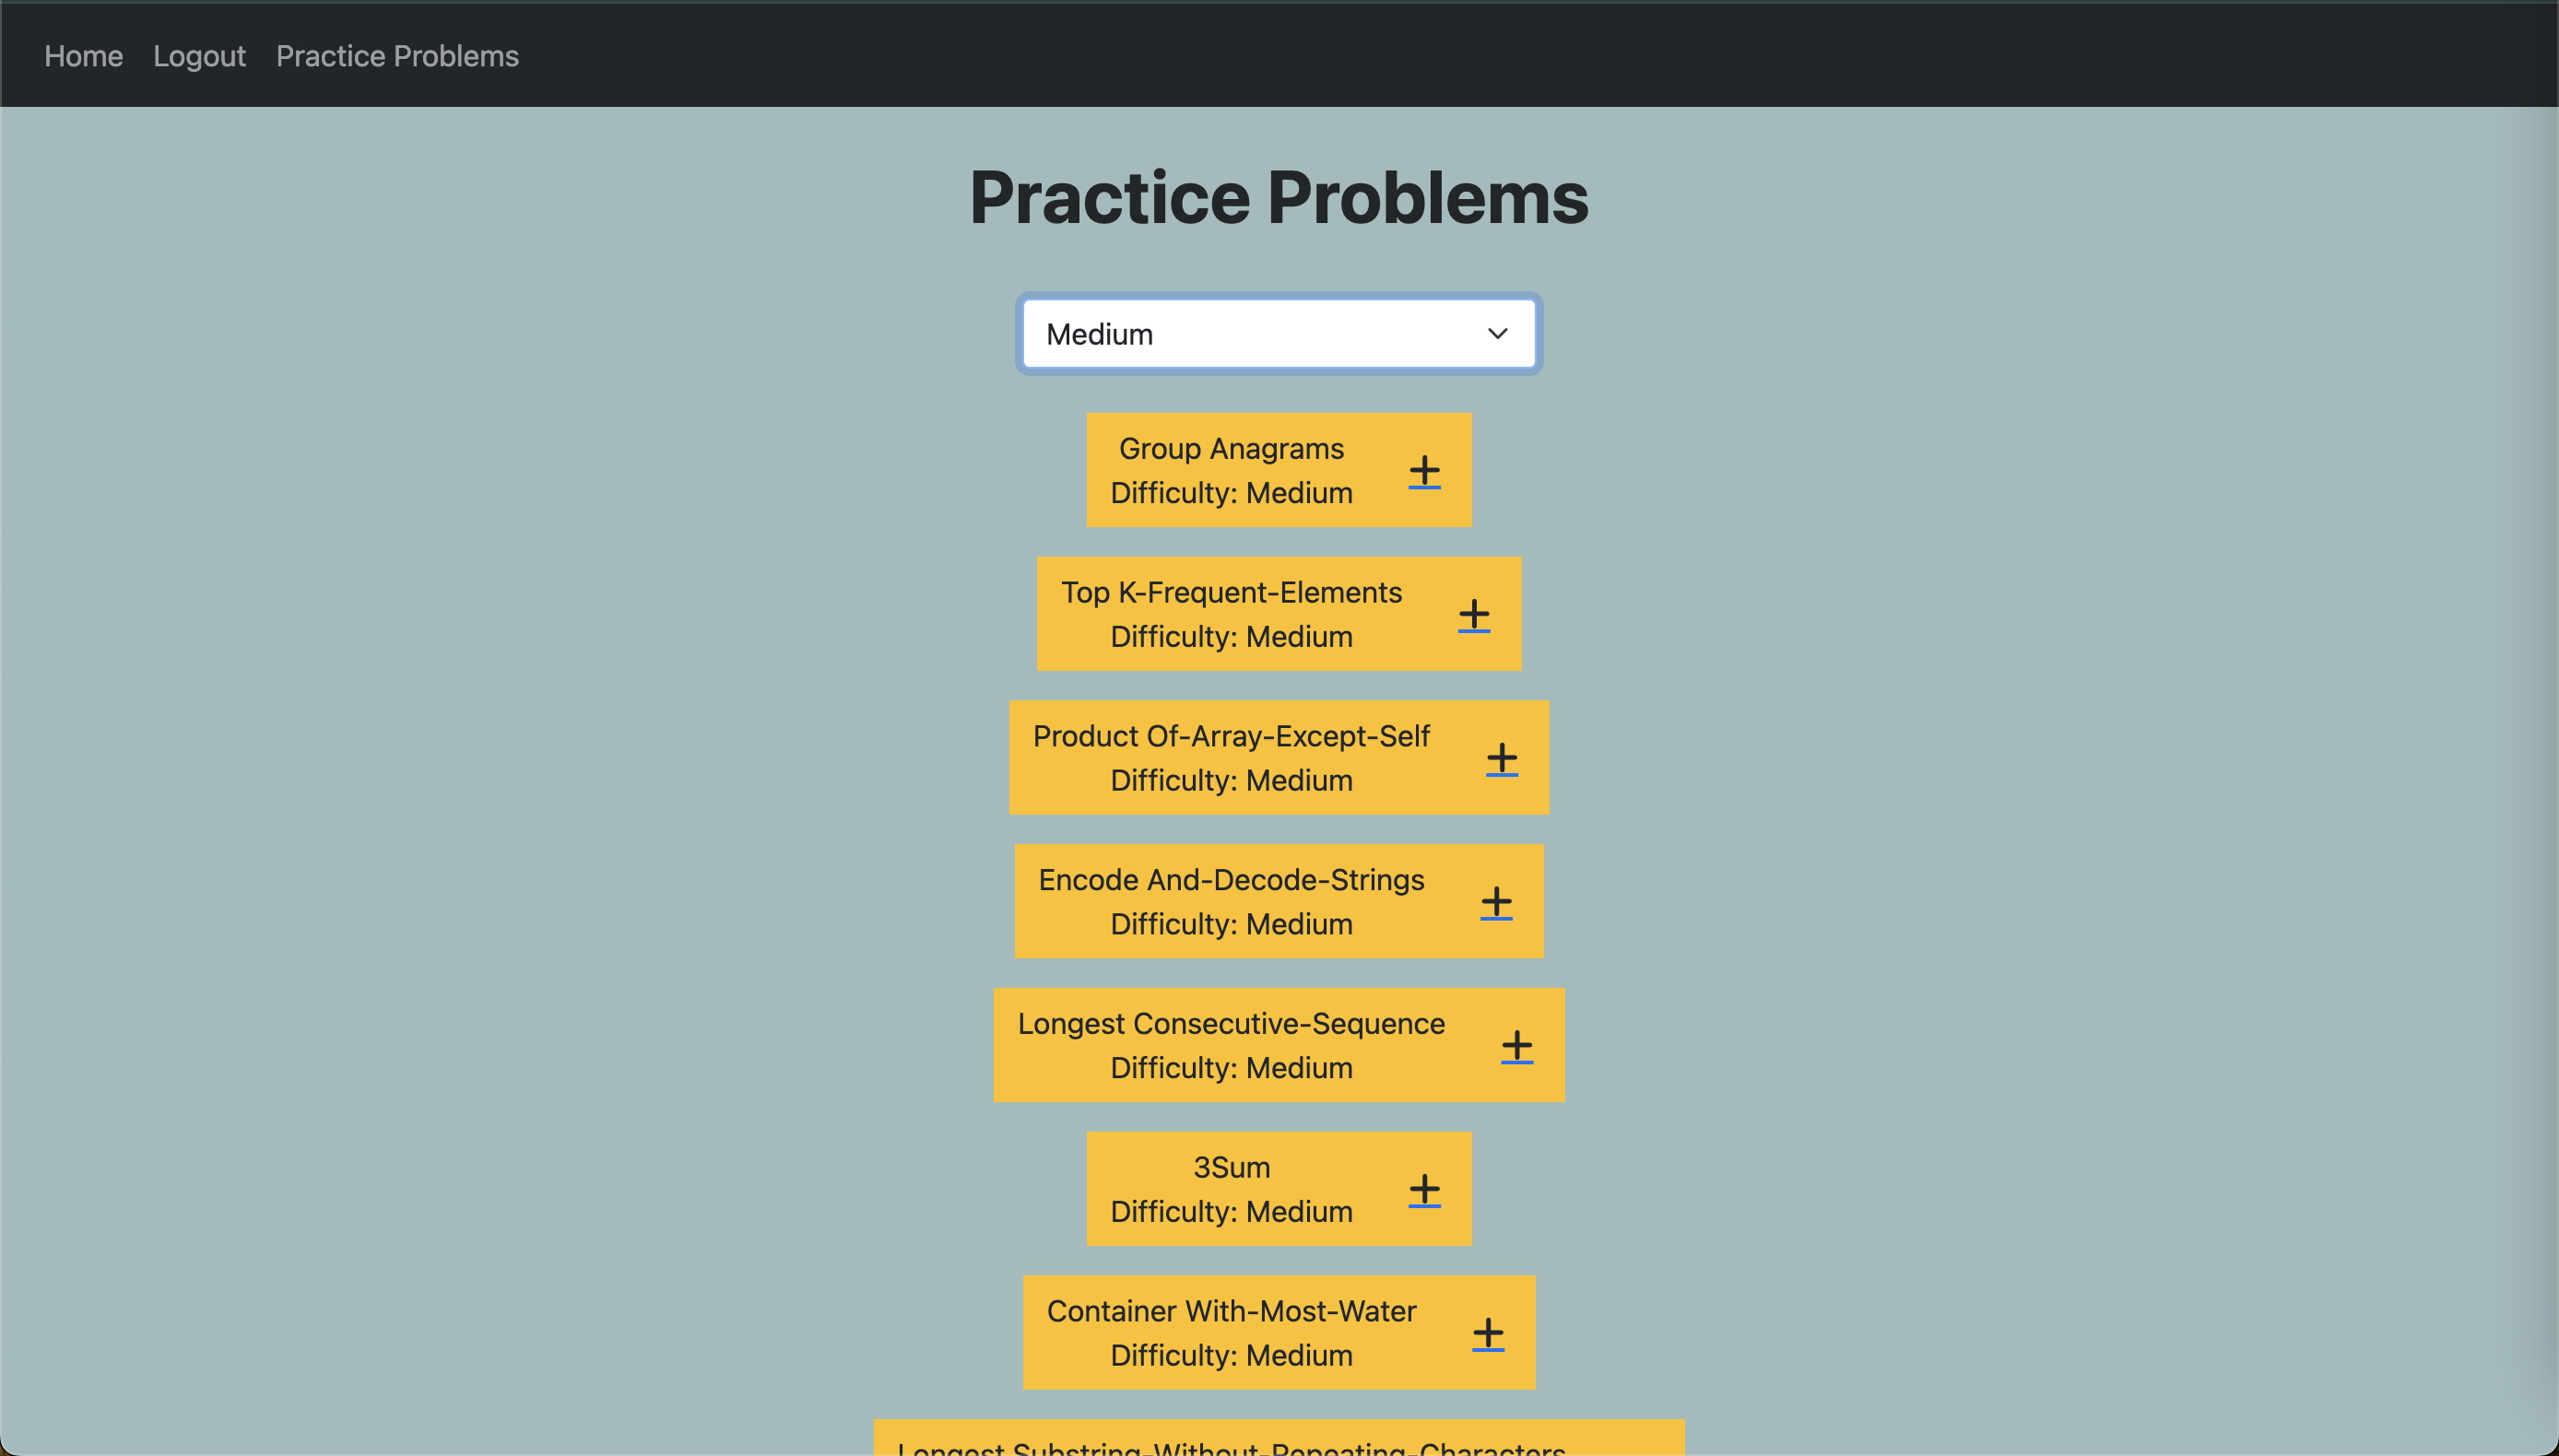 Home Logout Practice Problems
Practice Problems
Medium
Group Anagrams
Difficulty: Medium
Top K-Frequent-Elements
Difficulty: Medium
Product Of-Array-Except-Self
Difficulty: Medium
Encode And-Decode-Strings
Difficulty: Medium
Longest Consecutive-Sequence
Difficulty: Medium
3Sum
Difficulty: Medium
Container With-Most-Water
Difficulty: Medium
Longest Substring-Without-Repeating-Characters